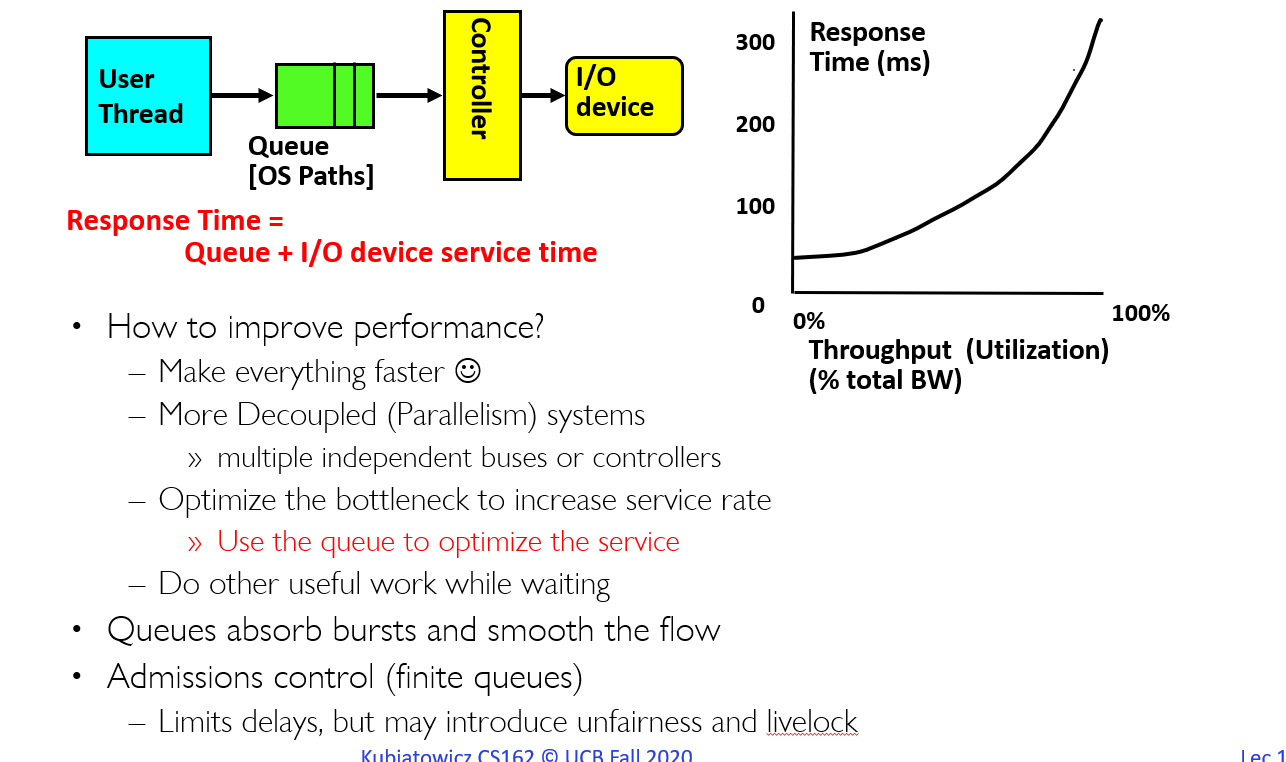 User
Thread
Queue
[OS Paths]
Controller
I/O
device
Response Time =
Queue + I/O device service time
300
200
100
0
Response
Time (ms)
0%
100%
Throughput (Utilization)
(% total BW)
• How to improve performance?
– Make everything faster ☺
– More Decoupled (Parallelism) systems
» multiple independent buses or controllers
– Optimize the bottleneck to increase service rate
» Use the queue to optimize the service
– Do other useful work while waiting
• Queues absorb bursts and smooth the flow
• Admissions control (finite queues)
– Limits delays, but may introduce unfairness and livelock
Kubiatowicz CS162 © UCB Fall 2020
Lec 1